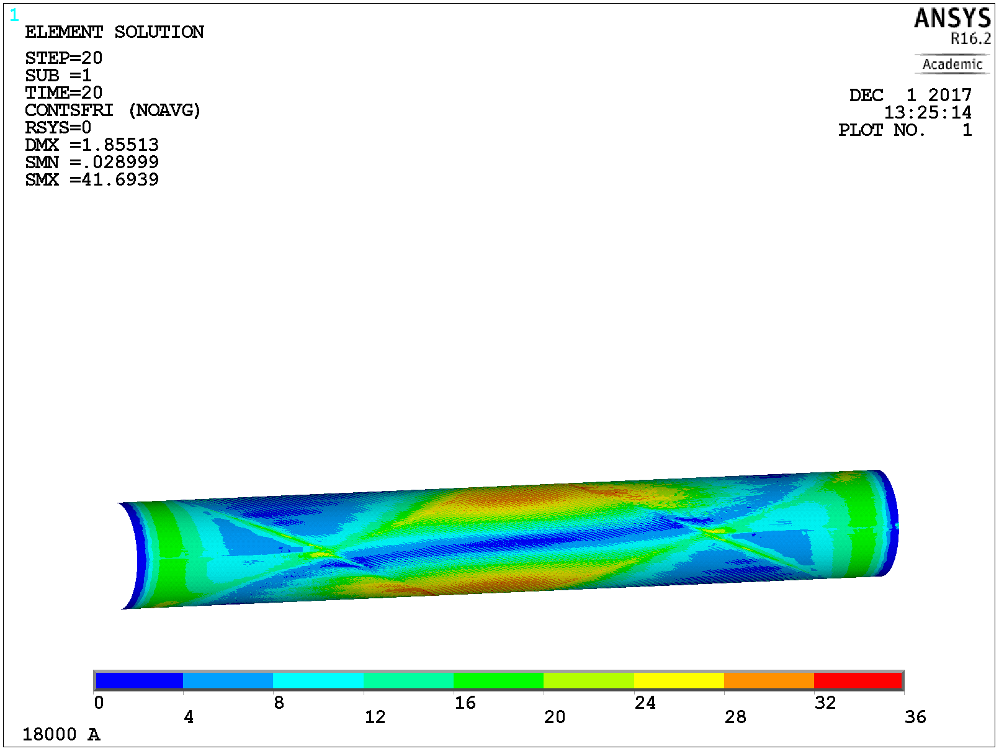 1
ELEMENT SOLUTION
STEP=20
SUB =1
TIME=20
CONTSFRI (NOAVG)
RSYS=0
DMX =1.85513
SMN =.028999
SMX =41.6939
ANSYS
R16.2
Academic
DEC 1 2017
13:25:14
PLOT NO. 1
0 4 8 12 16 20 24 28 32 36
18000 A